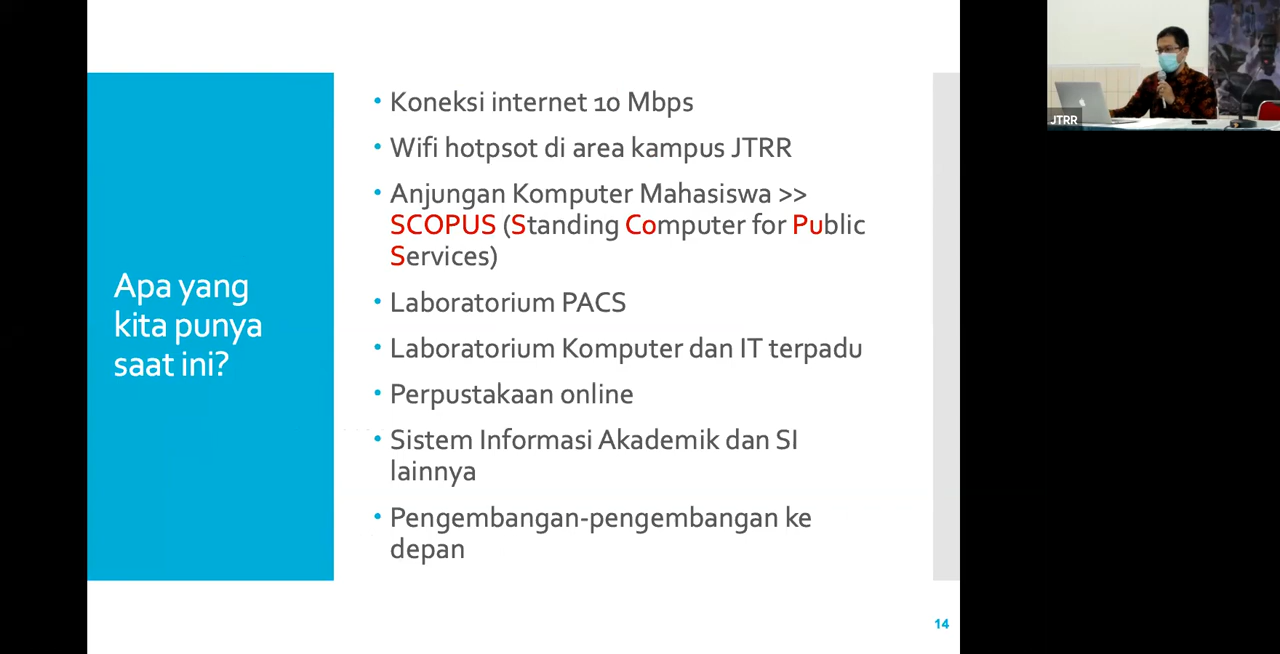 Apa yang
kita punya
saat ini?
• Koneksi internet 10 Mbps
• Wifi hotpsot di area kampus JTRR
• Anjungan Komputer Mahasiswa >>
SCOPUS (Standing Computer for Public
Services)
• Laboratorium PACS
• Laboratorium Komputer dan IT terpadu
• Perpustakaan online
• Sistem Informasi Akademik dan SI
lainnya
• Pengembangan-pengembangan ke
depan
14
JTRR